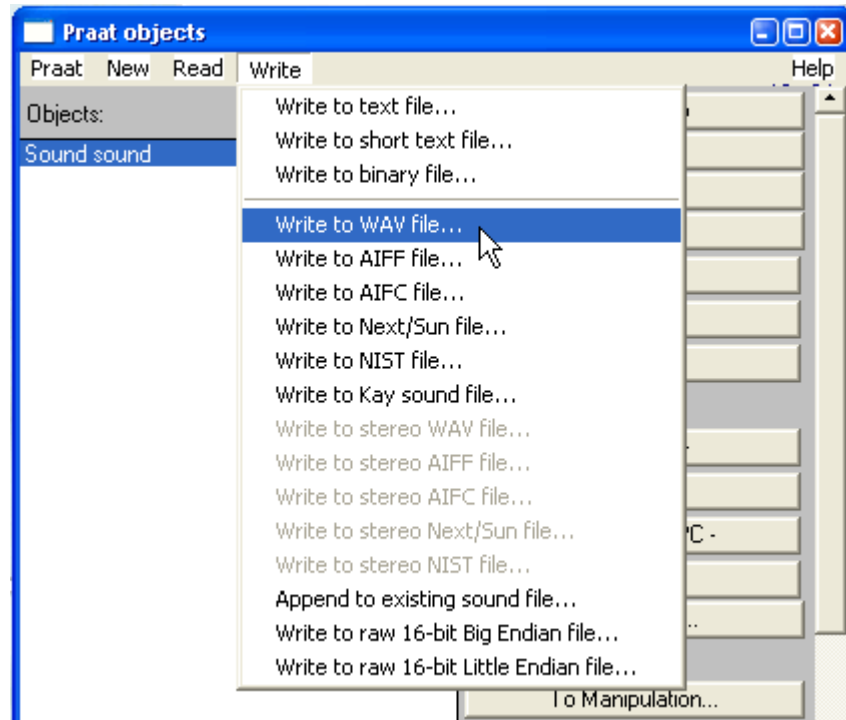 Praat objects
Praat New Read Write Help
Objects:
Sound sound
Write to text file...
Write to short text file...
Write to binary file...
Write to WAV file...
Write to AIFF file...
Write to AIFC file...
Write to Next/Sun file...
Write to NIST file...
Write to Kay sound file...
Write to stereo WAV file...
Write to stereo AIFF file...
Write to stereo AIFC file...
Write to stereo Next/Sun file...
Write to stereo NIST file...
Append to existing sound file...
Write to raw 16-bit Big Endian file...
Write to raw 16-bit Little Endian file...
To Manipulation...